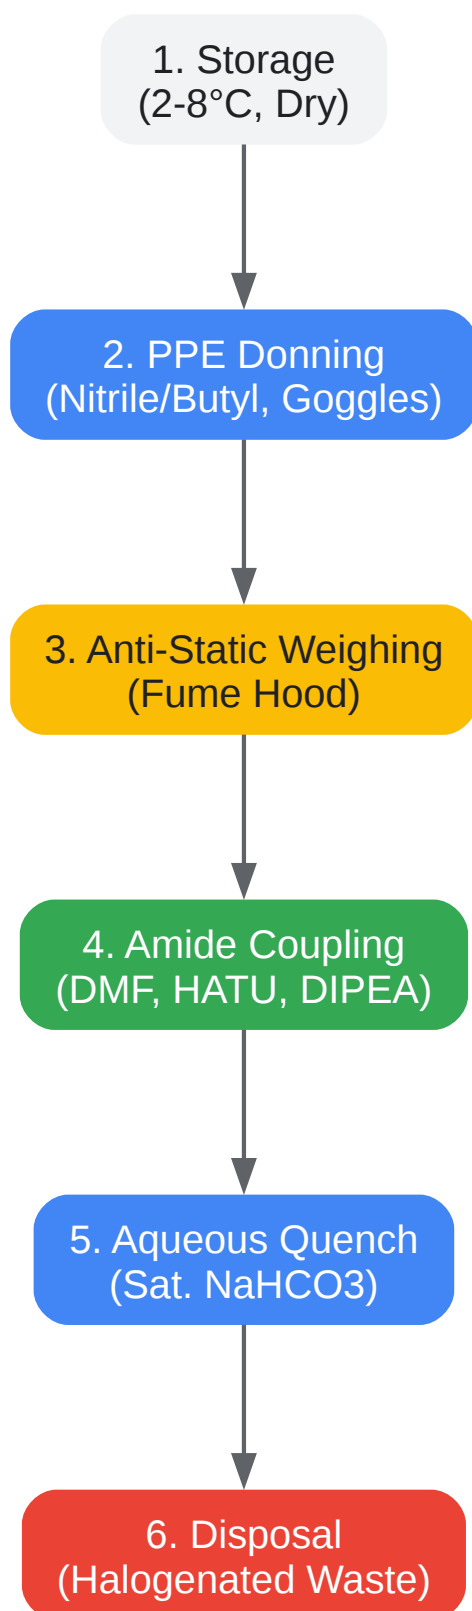 1. Storage
(2-8°C, Dry)
2. PPE Donning
(Nitrile/Butyl, Goggles)
3. Anti-Static Weighing
(Fume Hood)
4. Amide Coupling
(DMF, HATU, DIPEA)
5. Aqueous Quench
(Sat. NaHCO3)
6. Disposal
(Halogenated Waste)